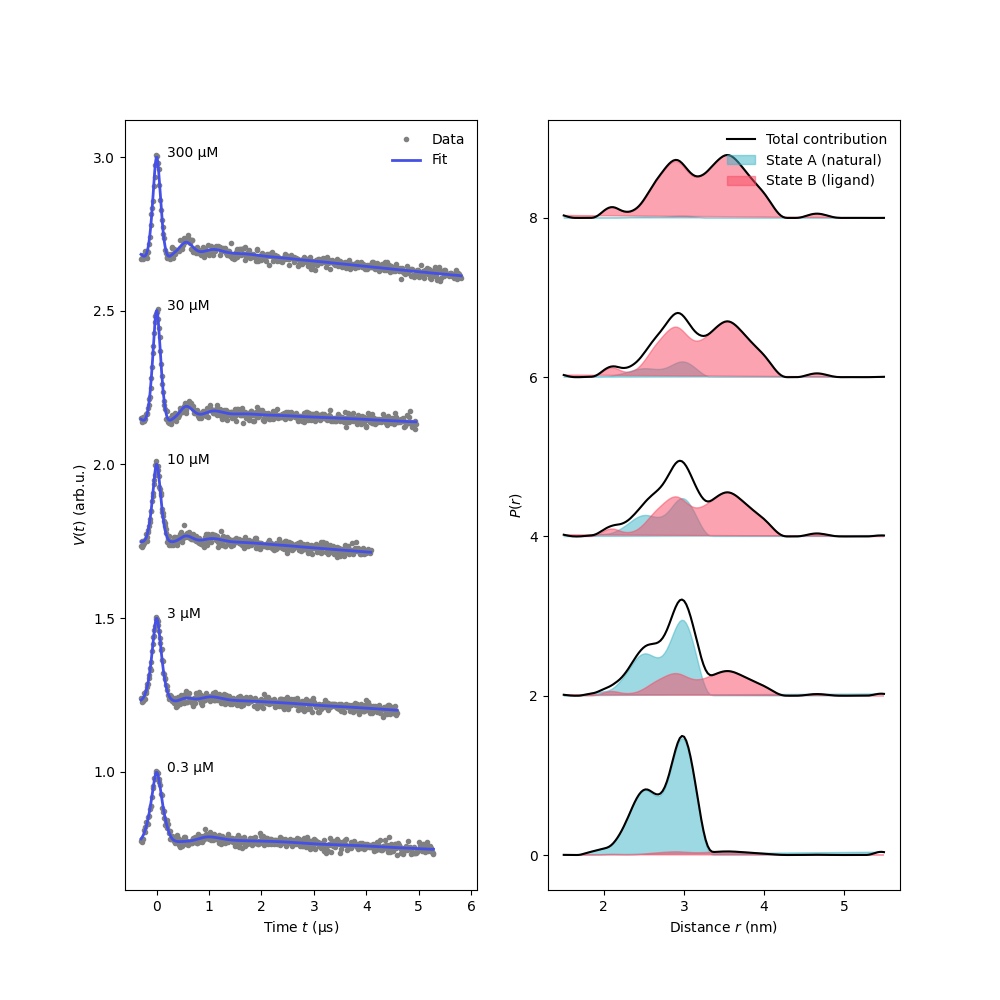 300 μM
30 μM
10 μM
3 μM
0.3 μM
Data
Fit
3.0
2.5
2.0
1.5
1.0
V(t) (arb.u.)
0
1
2
3
4
5
6
Time t (μs)
Total contribution
State A (natural)
State B (ligand)
8
6
4
2
0
P(r)
2
3
4
5
Distance r (nm)